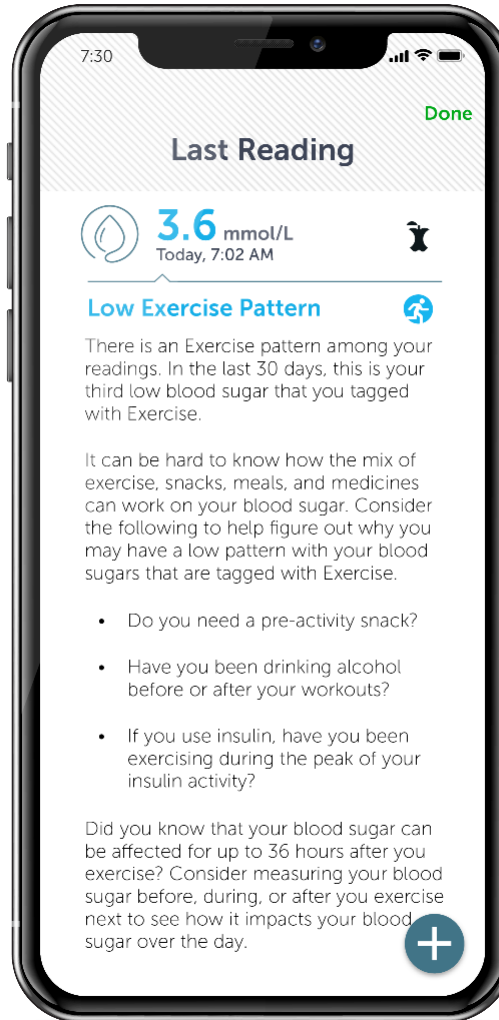 7:30
Done
Last Reading
3.6 mmol/L
Today, 7:02 AM
Low Exercise Pattern
There is an Exercise pattern among your
readings. In the last 30 days, this is your
third low blood sugar that you tagged
with Exercise.
It can be hard to know how the mix of
exercise, snacks, meals, and medicines
can work on your blood sugar. Consider
the following to help figure out why you
may have a low pattern with your blood
sugars that are tagged with Exercise.
• Do you need a pre-activity snack?
• Have you been drinking alcohol
before or after your workouts?
• If you use insulin, have you been
exercising during the peak of your
insulin activity?
Did you know that your blood sugar can
be affected for up to 36 hours after you
exercise? Consider measuring your blood
sugar before, during, or after you exercise
next to see how it impacts your blood
sugar over the day.